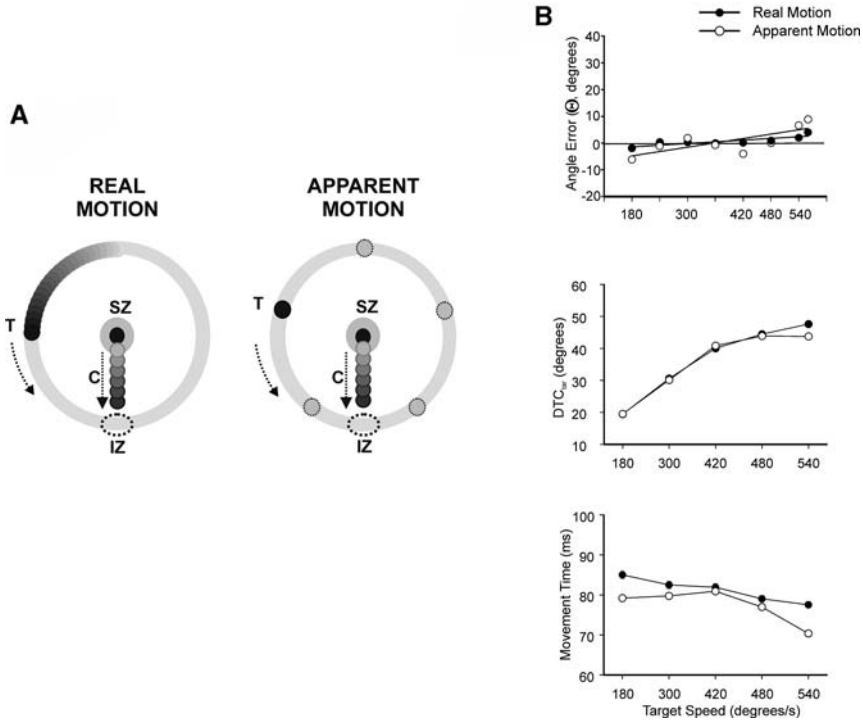 A
REAL
MOTION
APPARENT
MOTION
T
SZ
C
IZ
T
SZ
C
IZ
B
Real Motion
Apparent Motion
Angle Error (Θ, degrees)
40
30
20
10
0
-10
-20
180
300
420
480
540
DTCtar (degrees)
60
50
40
30
20
10
180
300
420
480
540
Movement Time (ms)
100
90
80
70
60
180
300
420
480
540
Target Speed (degrees/s)